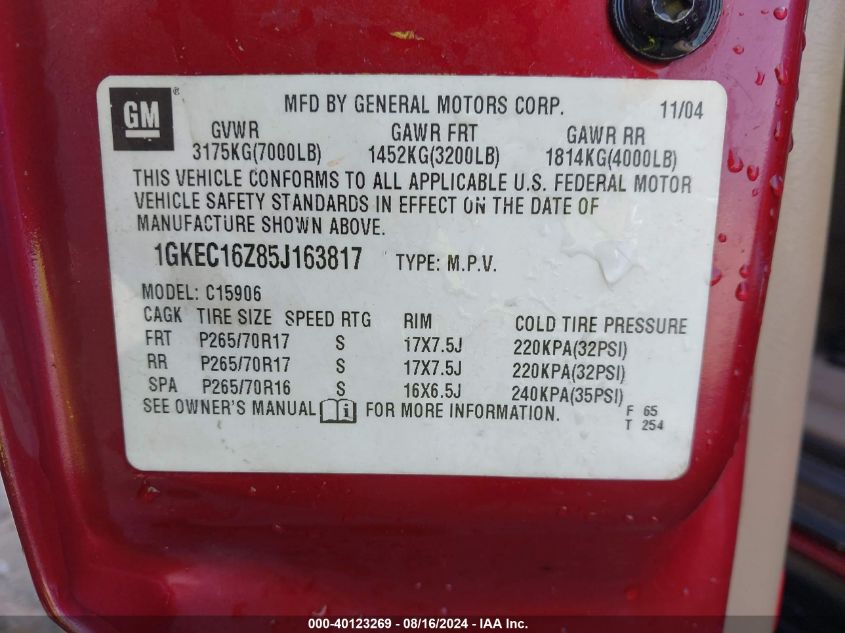 GM ® MFD BY GENERAL MOTORS CORP. 11/04
GVWR GAWR FRT GAWR RR
3175KG(7000LB) 1452KG(3200LB) 1814KG(4000LB)
THIS VEHICLE CONFORMS TO ALL APPLICABLE U.S. FEDERAL MOTOR
VEHICLE SAFETY STANDARDS IN EFFECT ON THE DATE OF
MANUFACTURE SHOWN ABOVE.
1GKEC16Z85J163817 TYPE: M.P.V.
MODEL: C15906
CAGK TIRE SIZE SPEED RTG RIM COLD TIRE PRESSURE
FRT P265/70R17 S 17X7.5J 220KPA(32PSI)
RR P265/70R17 S 17X7.5J 220KPA(32PSI)
SPA P265/70R16 S 16X6.5J 240KPA(35PSI)
SEE OWNER'S MANUAL i FOR MORE INFORMATION. F 65
T 254
000-40123269 - 08/16/2024 - IAA Inc.